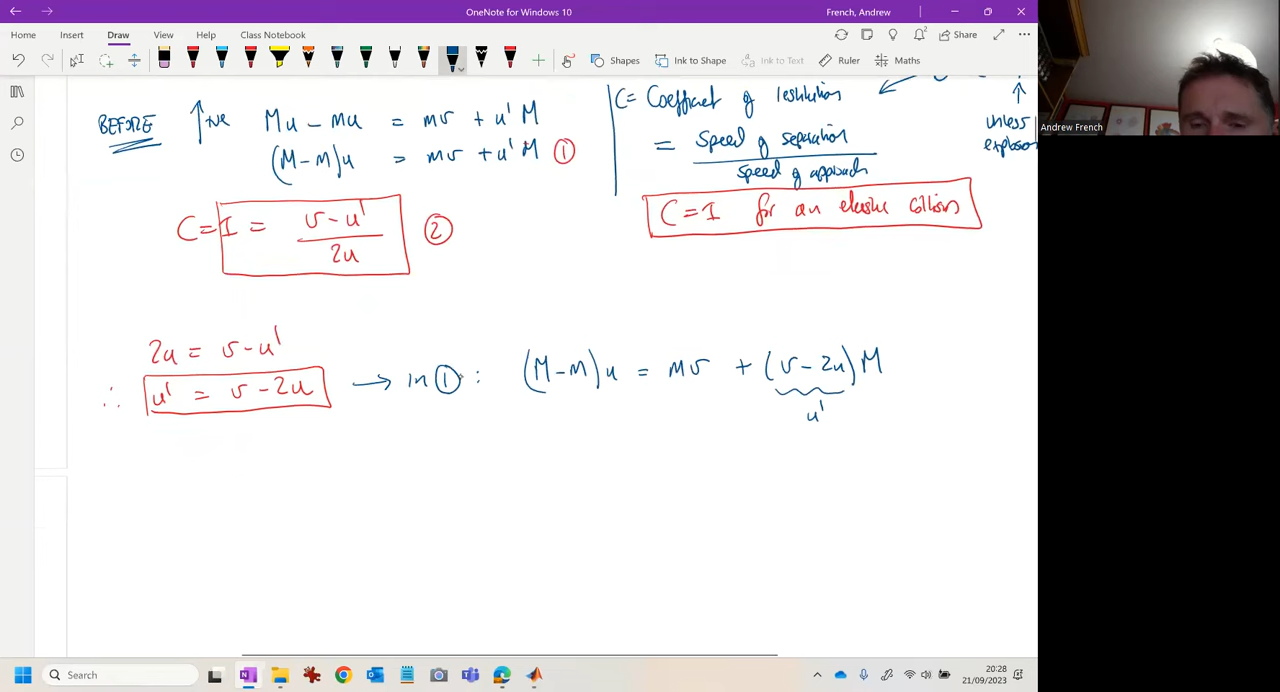 OneNote for Windows 10
French, Andrew
Home Insert Draw View Help Class Notebook
Share
Shapes Ink to Shape Ink to Text Ruler Maths
BEFORE ↑+ve Mu - mu = mv + u' M
(M-m)u = mv + u' M ①
C = 1 = (v - u') / 2u ②
C = Coefficient of restitution
= Speed of separation / speed of approach
C = 1 for an elastic collision
unless
explosion
2u = v - u'
∴ u' = v - 2u → in ① : (M-m)u = mv + (v - 2u)M
u'
Andrew French
Search
20:28
21/09/2023